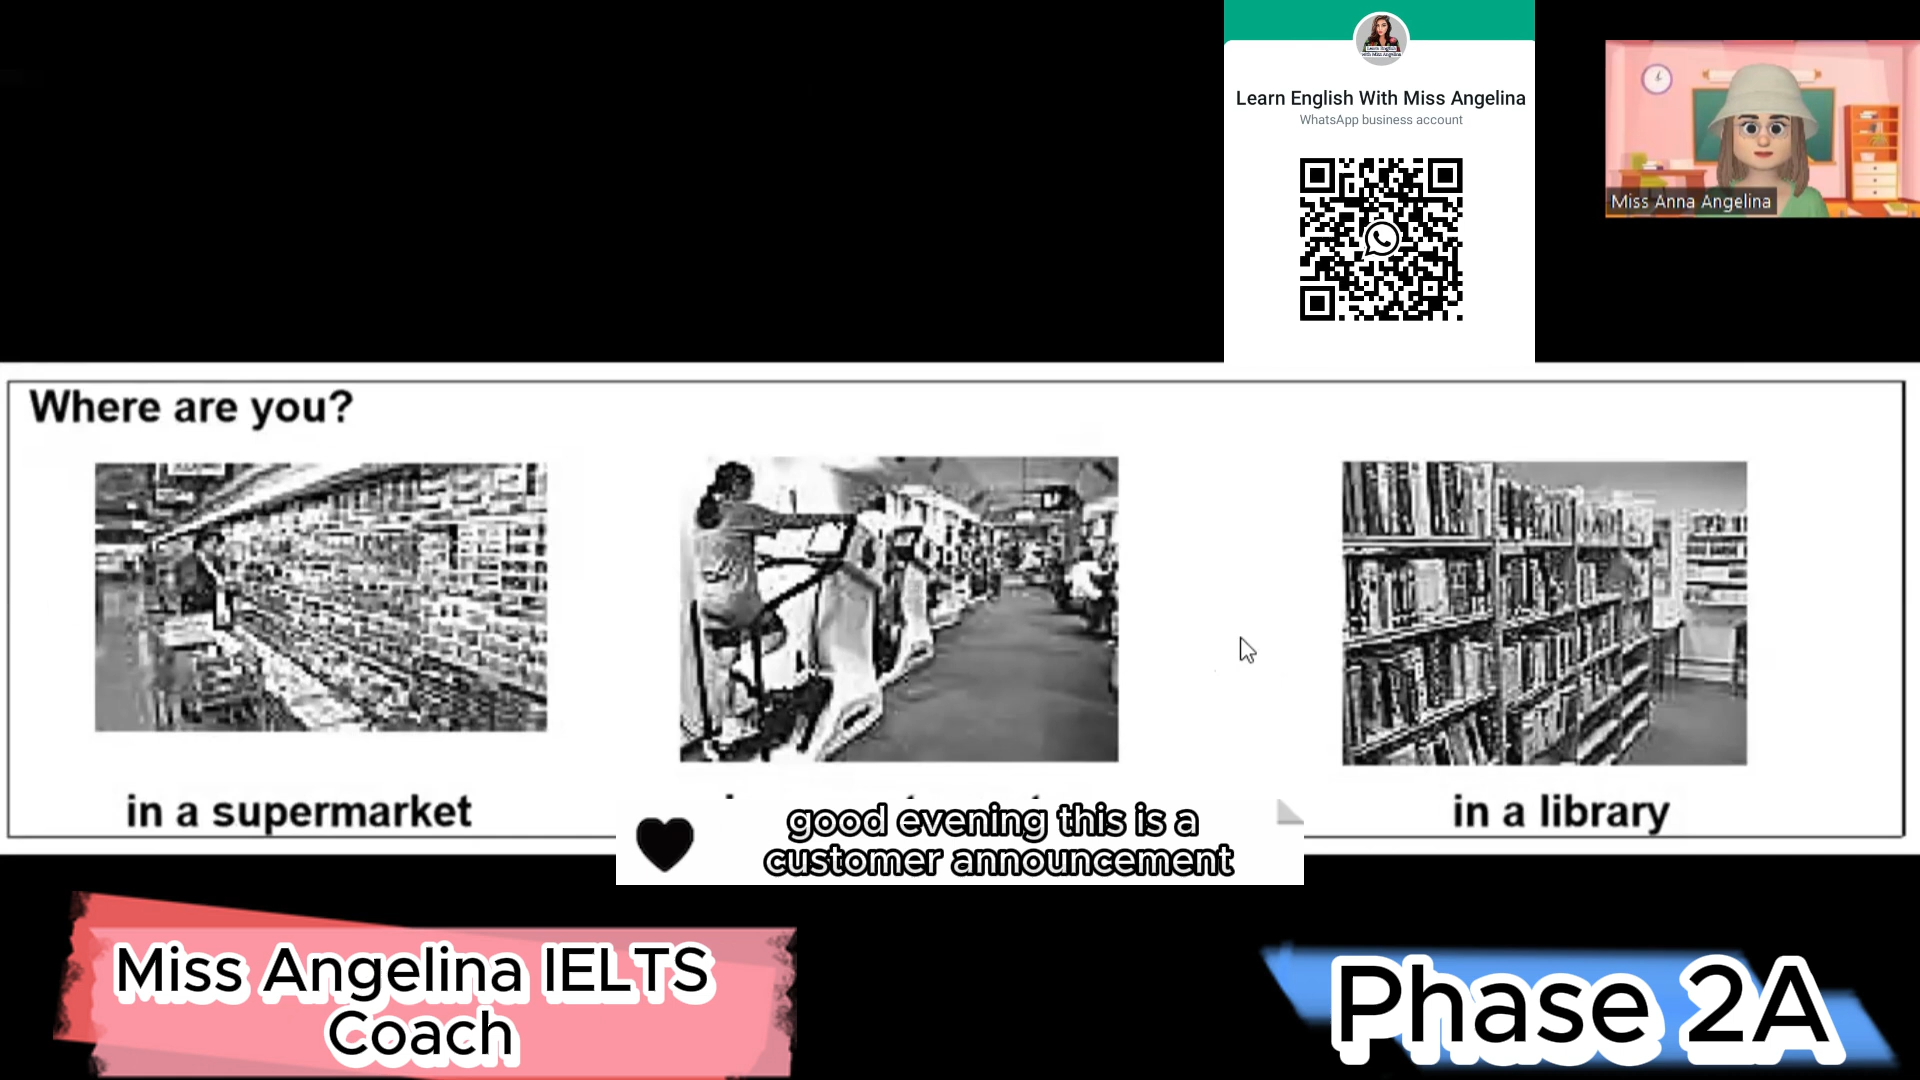 Learn English With Miss Angelina
WhatsApp business account
Miss Anna Angelina
Where are you?
in a supermarket
in a library
good evening this is a
customer announcement
Miss Angelina IELTS
Coach
Phase 2A